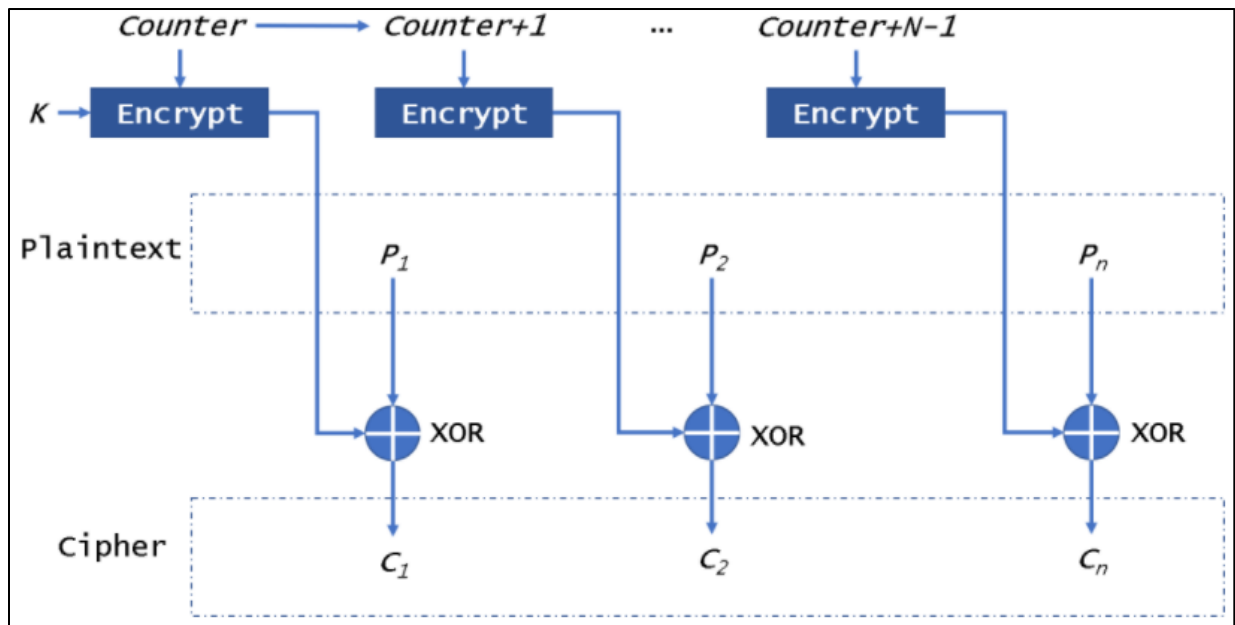 Counter Counter+1 ... Counter+N-1
K Encrypt Encrypt Encrypt
Plaintext P1 P2 Pn
XOR XOR XOR
Cipher C1 C2 Cn